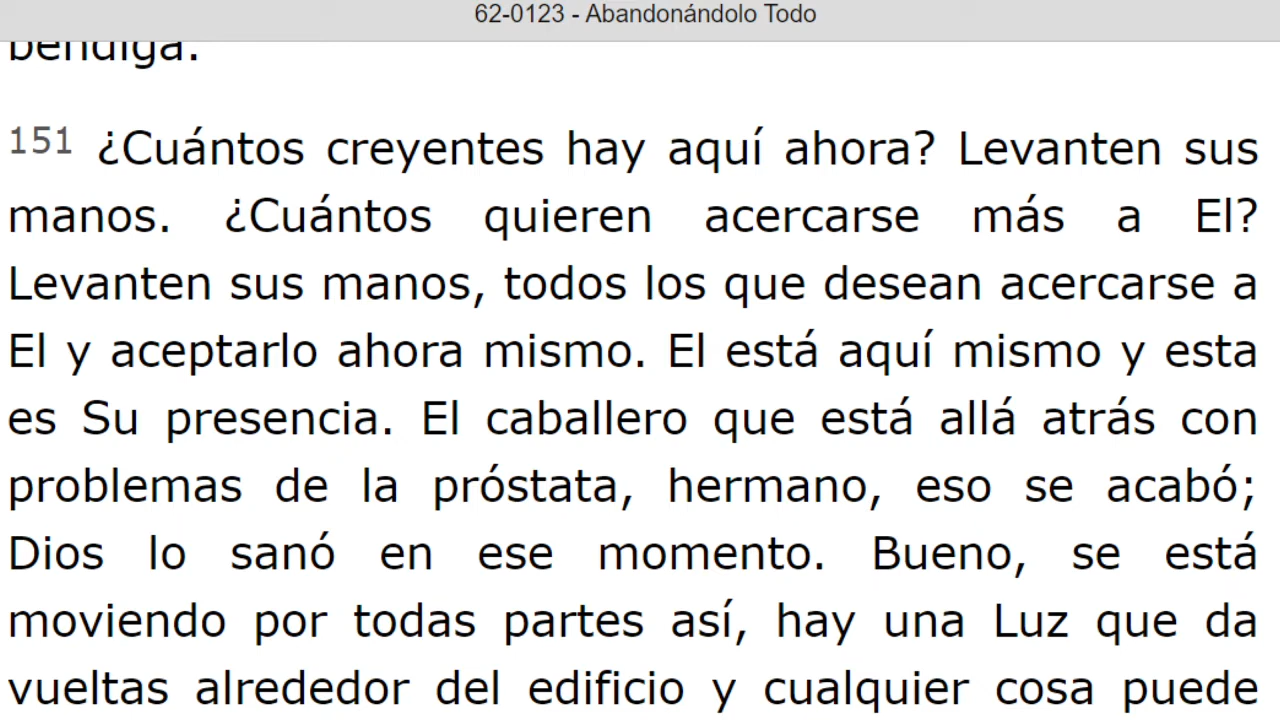 62-0123 - Abandonándolo Todo
bendiga.
151 ¿Cuántos creyentes hay aquí ahora? Levanten sus
manos. ¿Cuántos quieren acercarse más a El?
Levanten sus manos, todos los que desean acercarse a
El y aceptarlo ahora mismo. El está aquí mismo y esta
es Su presencia. El caballero que está allá atrás con
problemas de la próstata, hermano, eso se acabó;
Dios lo sanó en ese momento. Bueno, se está
moviendo por todas partes así, hay una Luz que da
vueltas alrededor del edificio y cualquier cosa puede